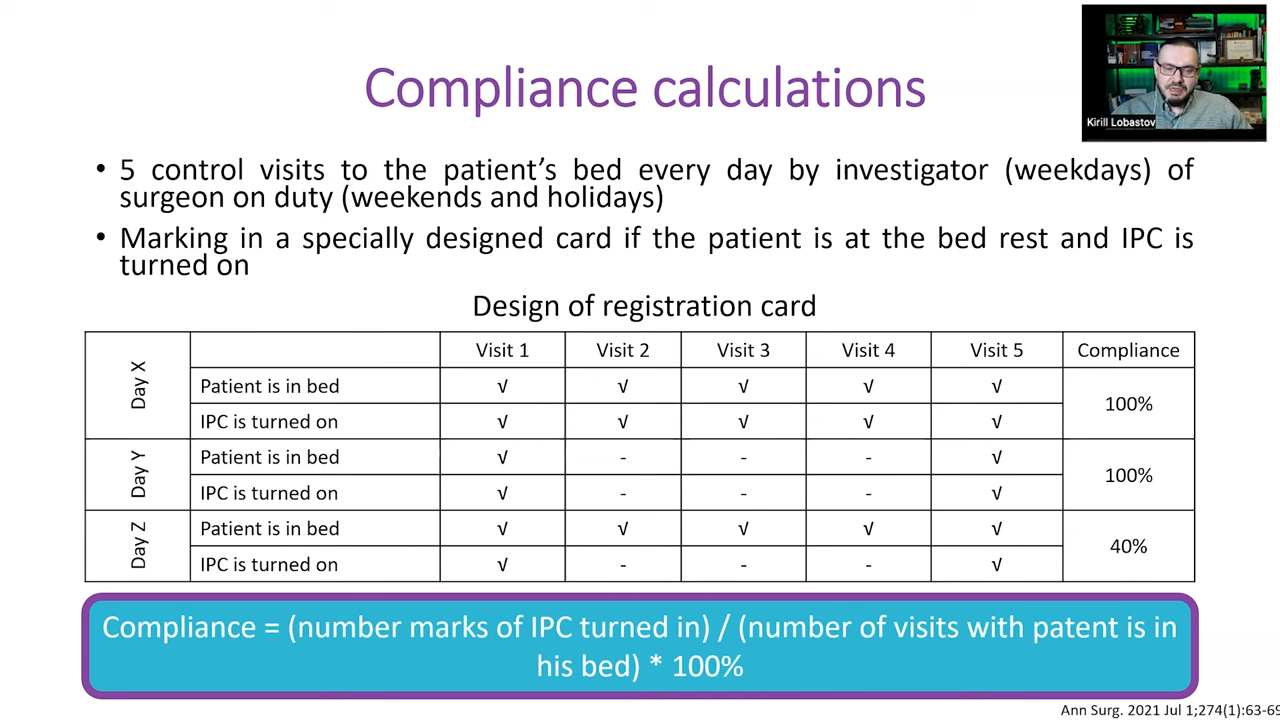 Compliance calculations
Kirill Lobastov
• 5 control visits to the patient's bed every day by investigator (weekdays) of
surgeon on duty (weekends and holidays)
• Marking in a specially designed card if the patient is at the bed rest and IPC is
turned on
Design of registration card
Visit 1 Visit 2 Visit 3 Visit 4 Visit 5 Compliance
Day X
Patient is in bed √ √ √ √ √
100%
IPC is turned on √ √ √ √ √
Day Y
Patient is in bed √ - - - √
100%
IPC is turned on √ - - - √
Day Z
Patient is in bed √ √ √ √ √
40%
IPC is turned on √ - - - √
Compliance = (number marks of IPC turned in) / (number of visits with patent is in
his bed) * 100%
Ann Surg. 2021 Jul 1;274(1):63-69